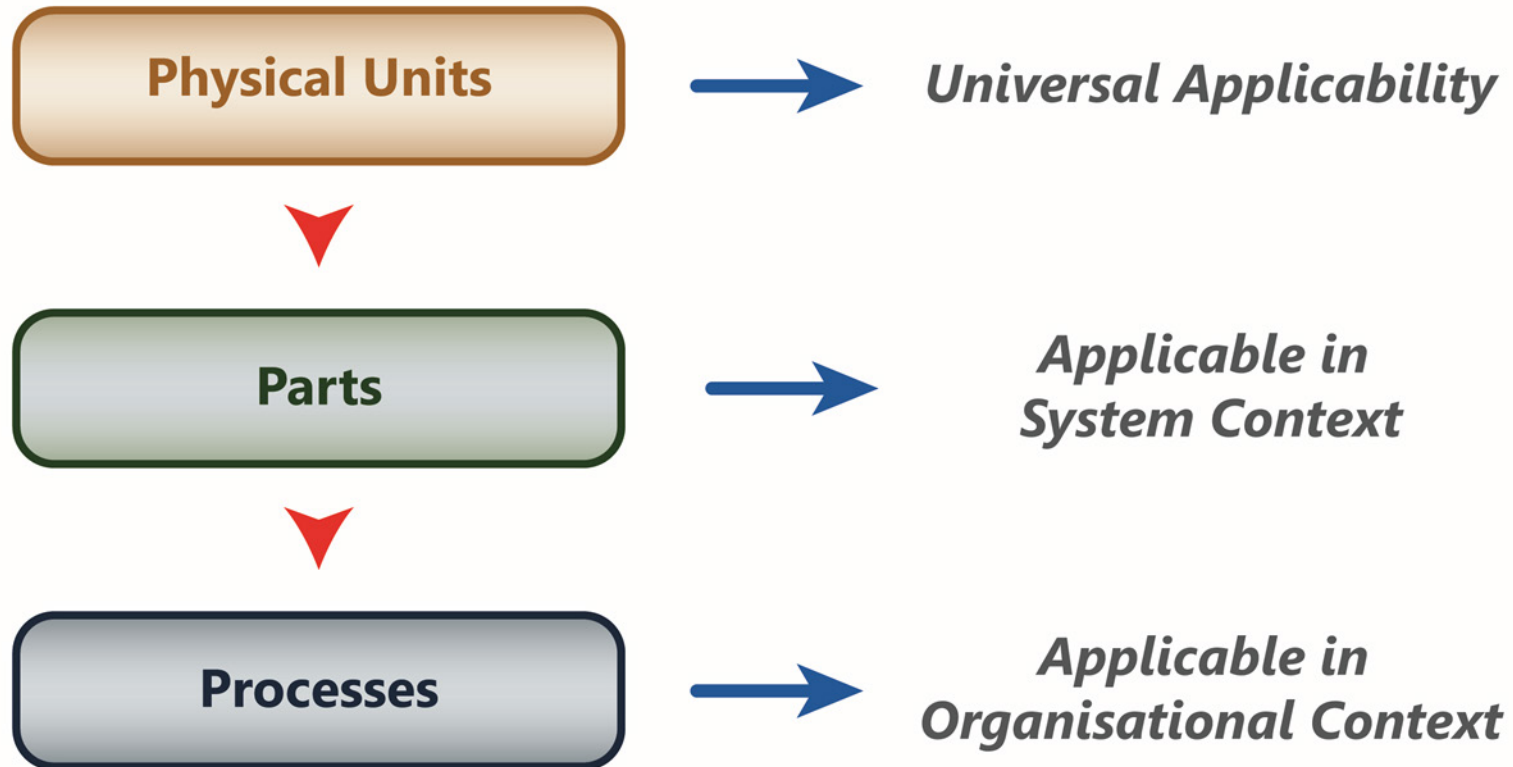 Physical Units
Universal Applicability
Parts
Applicable in
System Context
Processes
Applicable in
Organisational Context